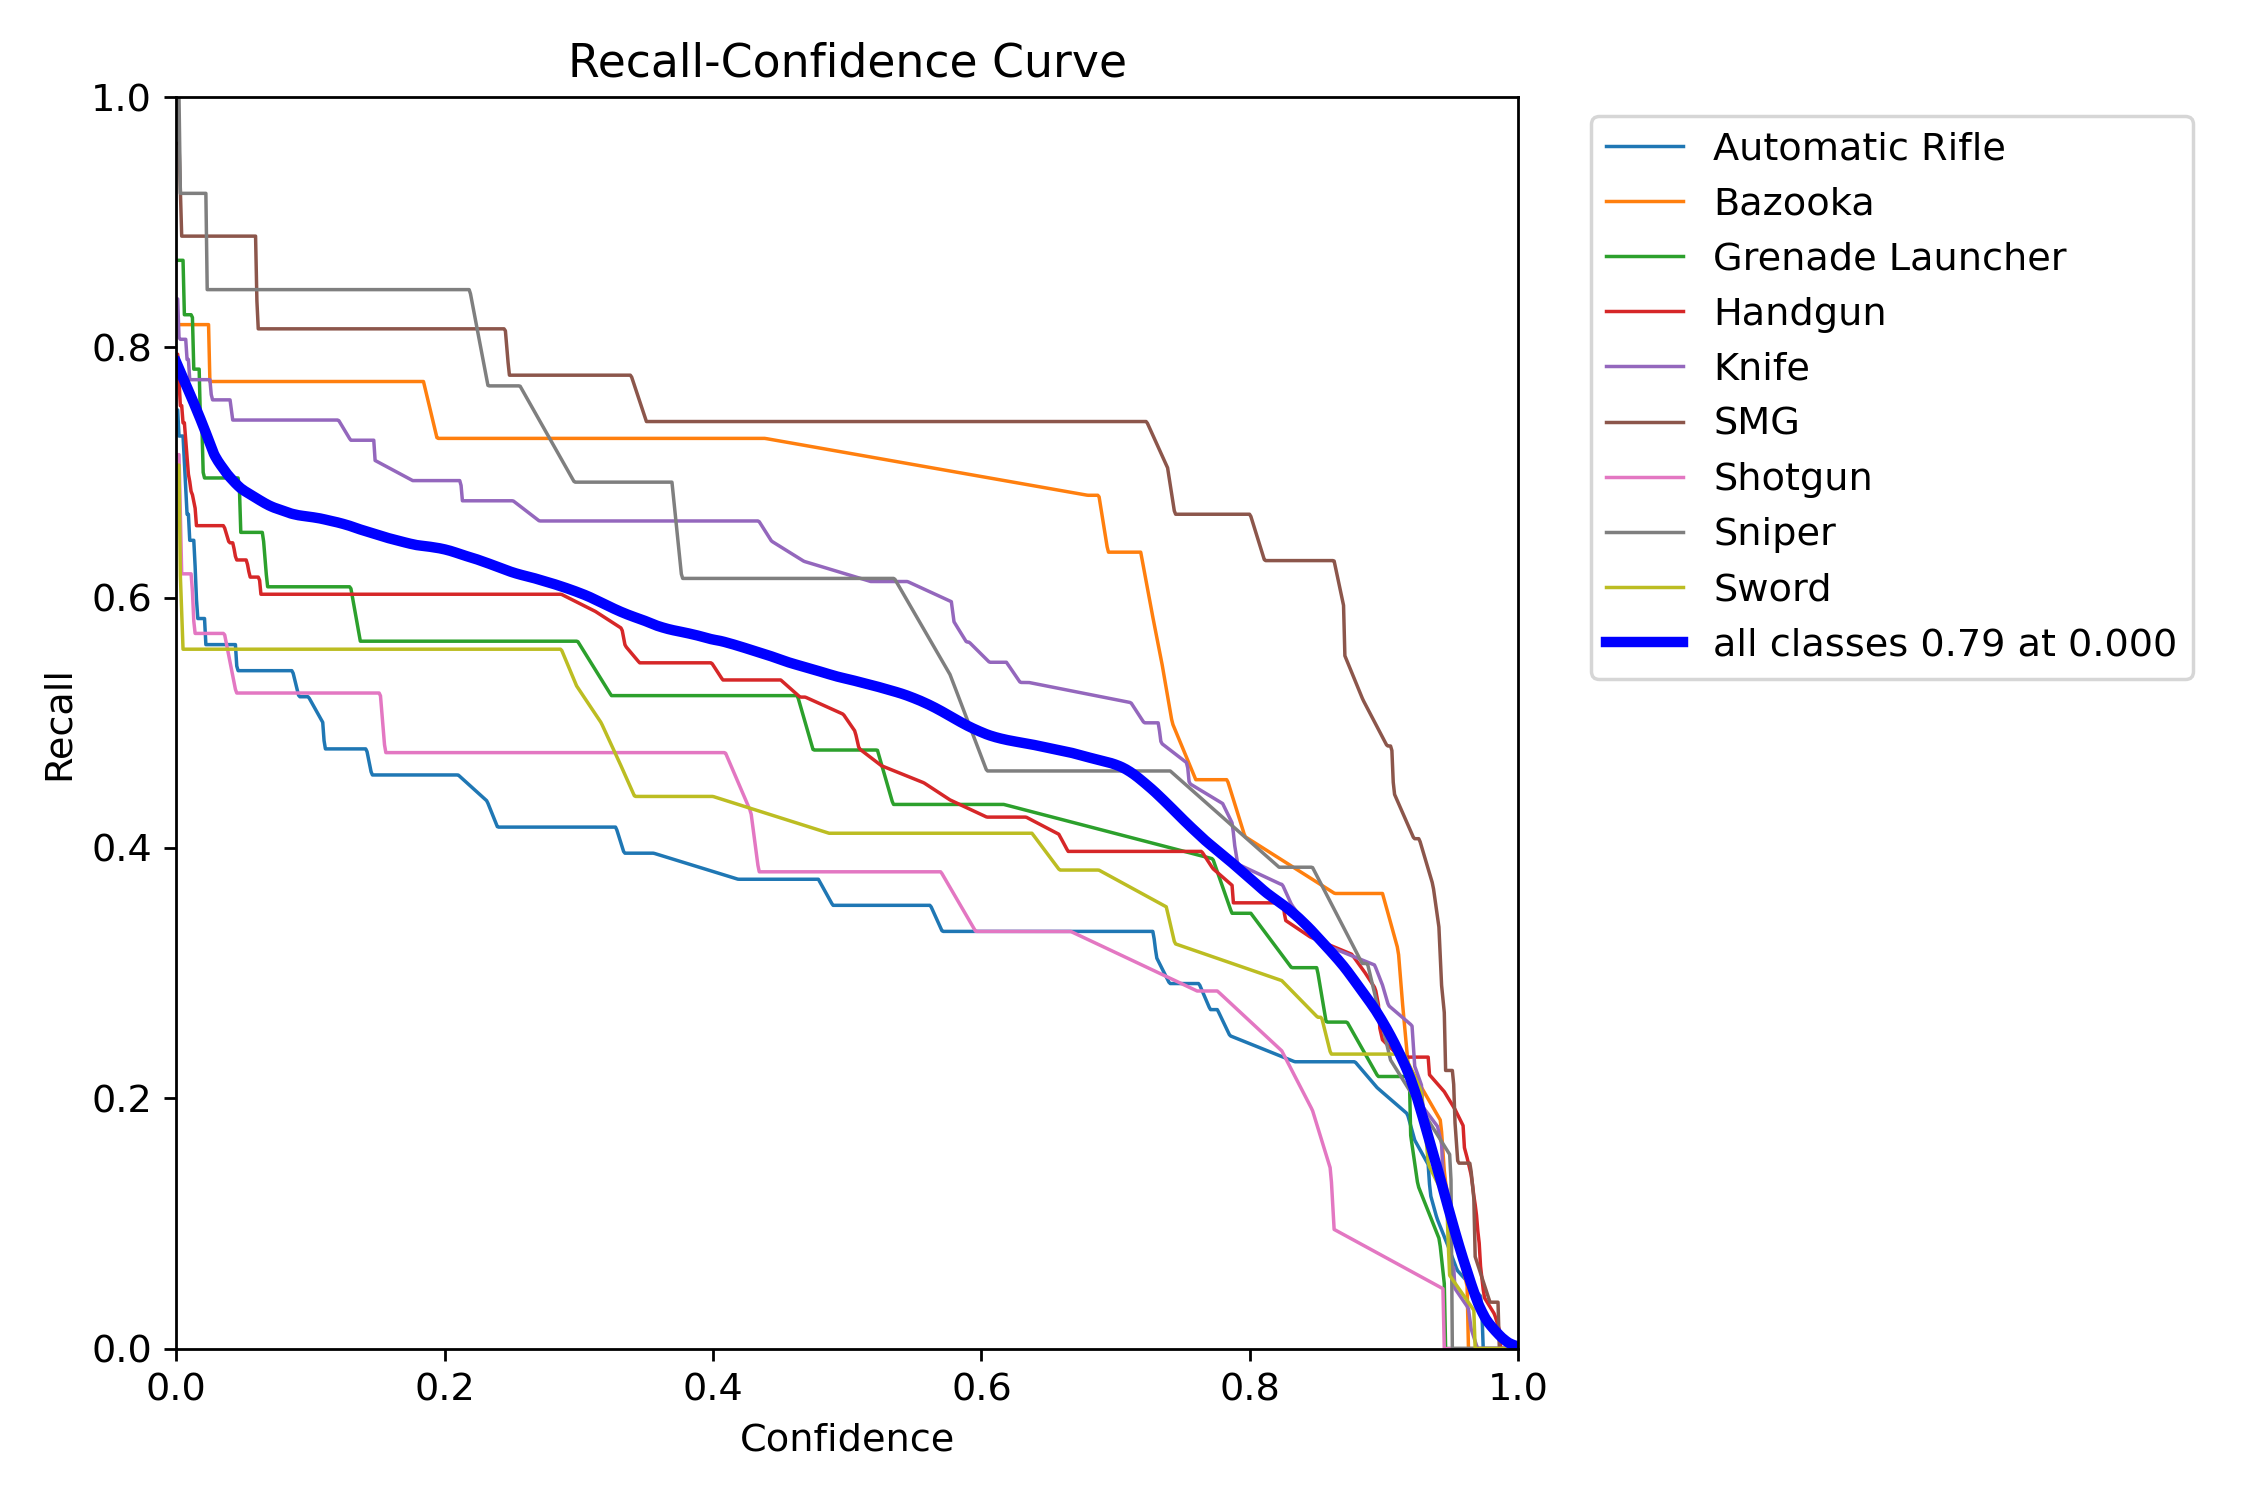 Recall-Confidence Curve
1.0
0.8
0.6
0.4
0.2
0.0
Recall
0.0 0.2 0.4 0.6 0.8 1.0
Confidence
Automatic Rifle
Bazooka
Grenade Launcher
Handgun
Knife
SMG
Shotgun
Sniper
Sword
all classes 0.79 at 0.000